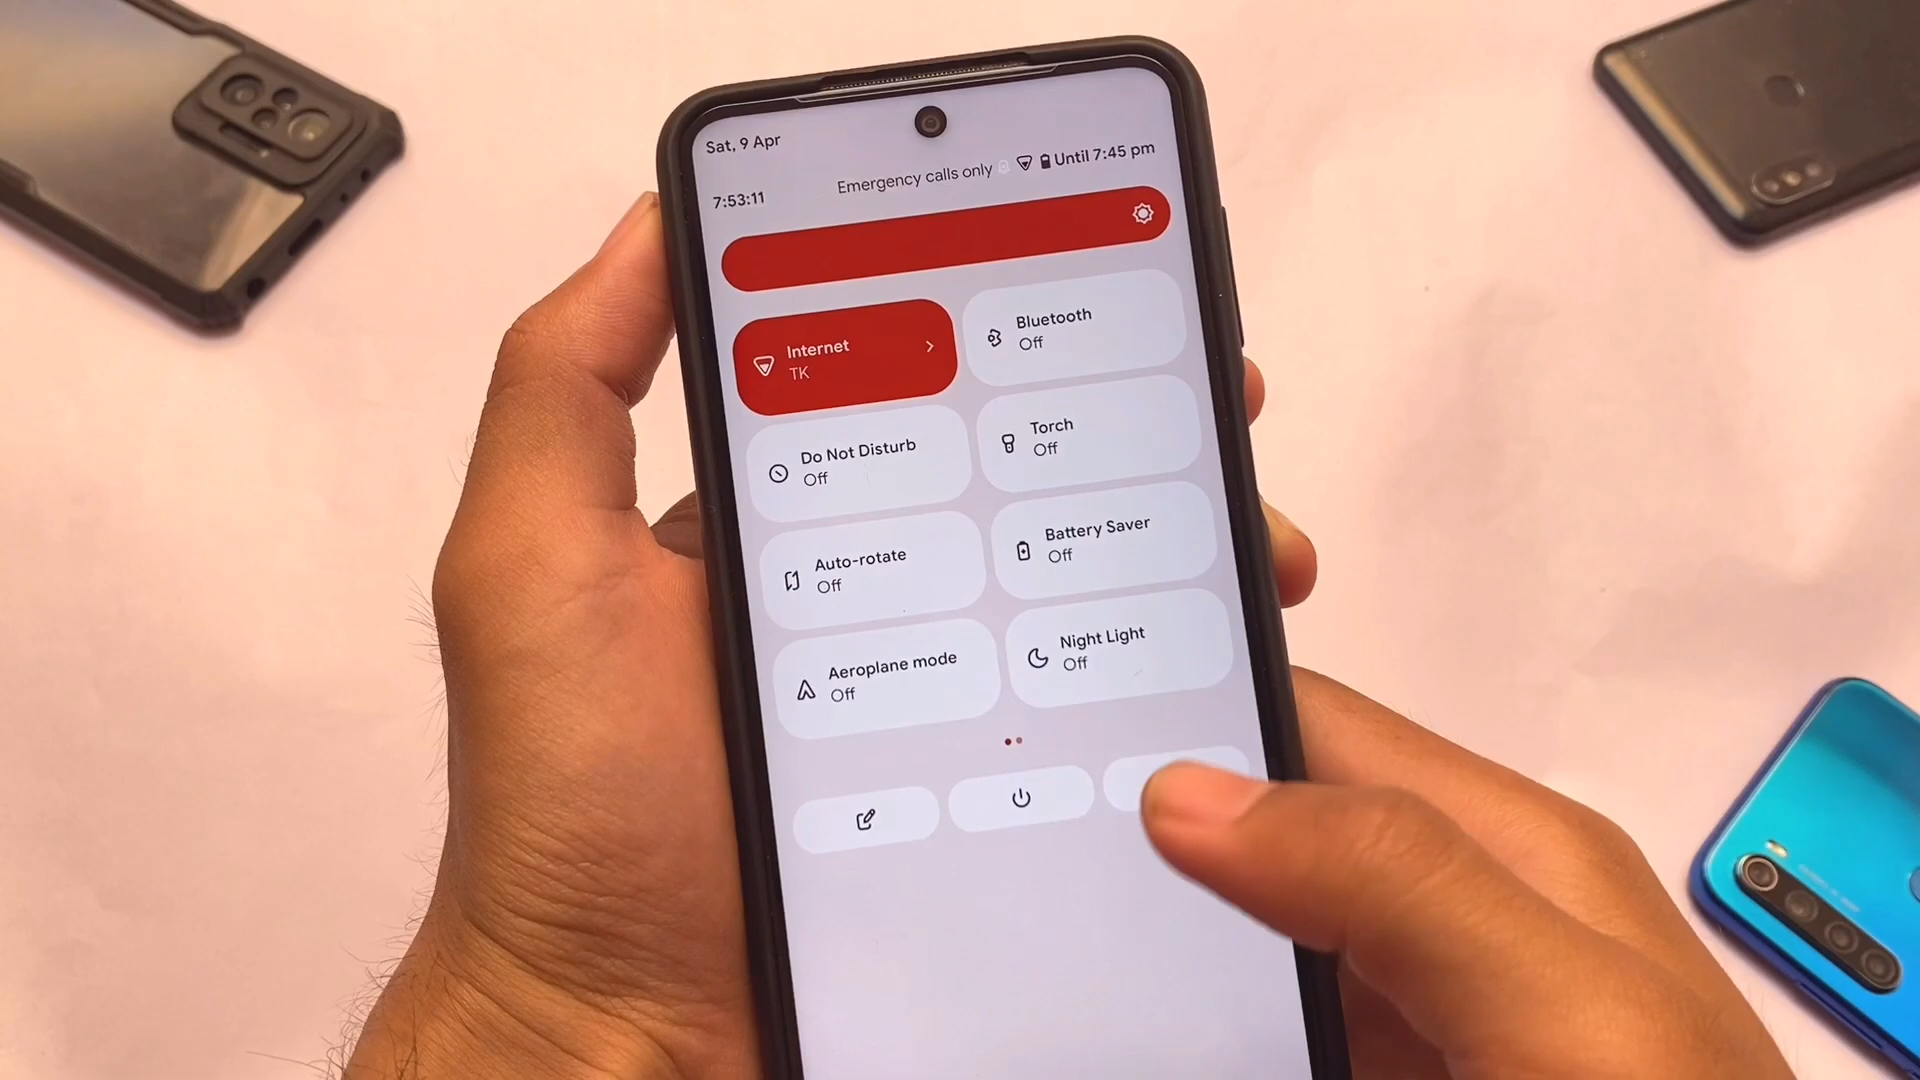 Sat, 9 Apr
7:53:11
Emergency calls only
Until 7:45 pm
Internet
TK
Bluetooth
Off
Do Not Disturb
Off
Torch
Off
Auto-rotate
Off
Battery Saver
Off
Aeroplane mode
Off
Night Light
Off